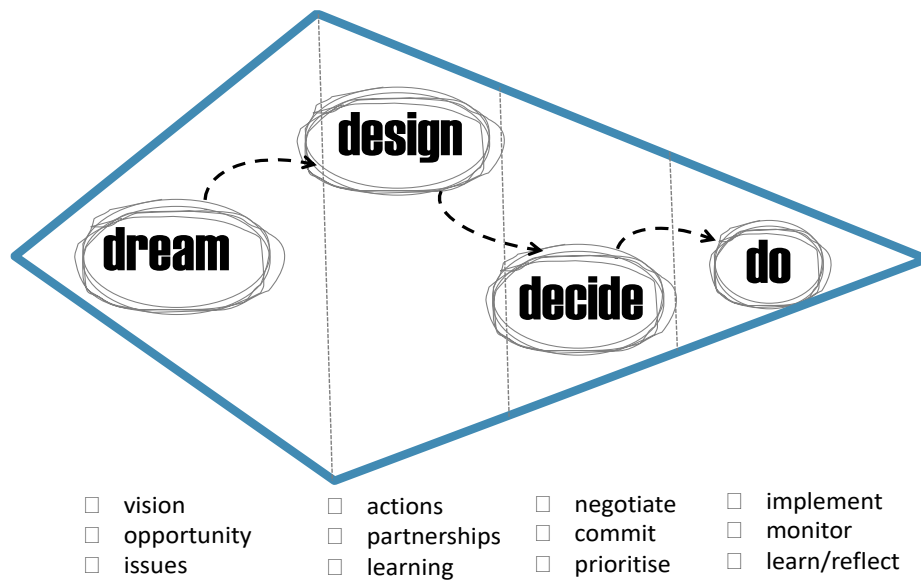 design
dream
decide
do
□ vision
□ opportunity
□ issues
□ actions
□ partnerships
□ learning
□ negotiate
□ commit
□ prioritise
□ implement
□ monitor
□ learn/reflect